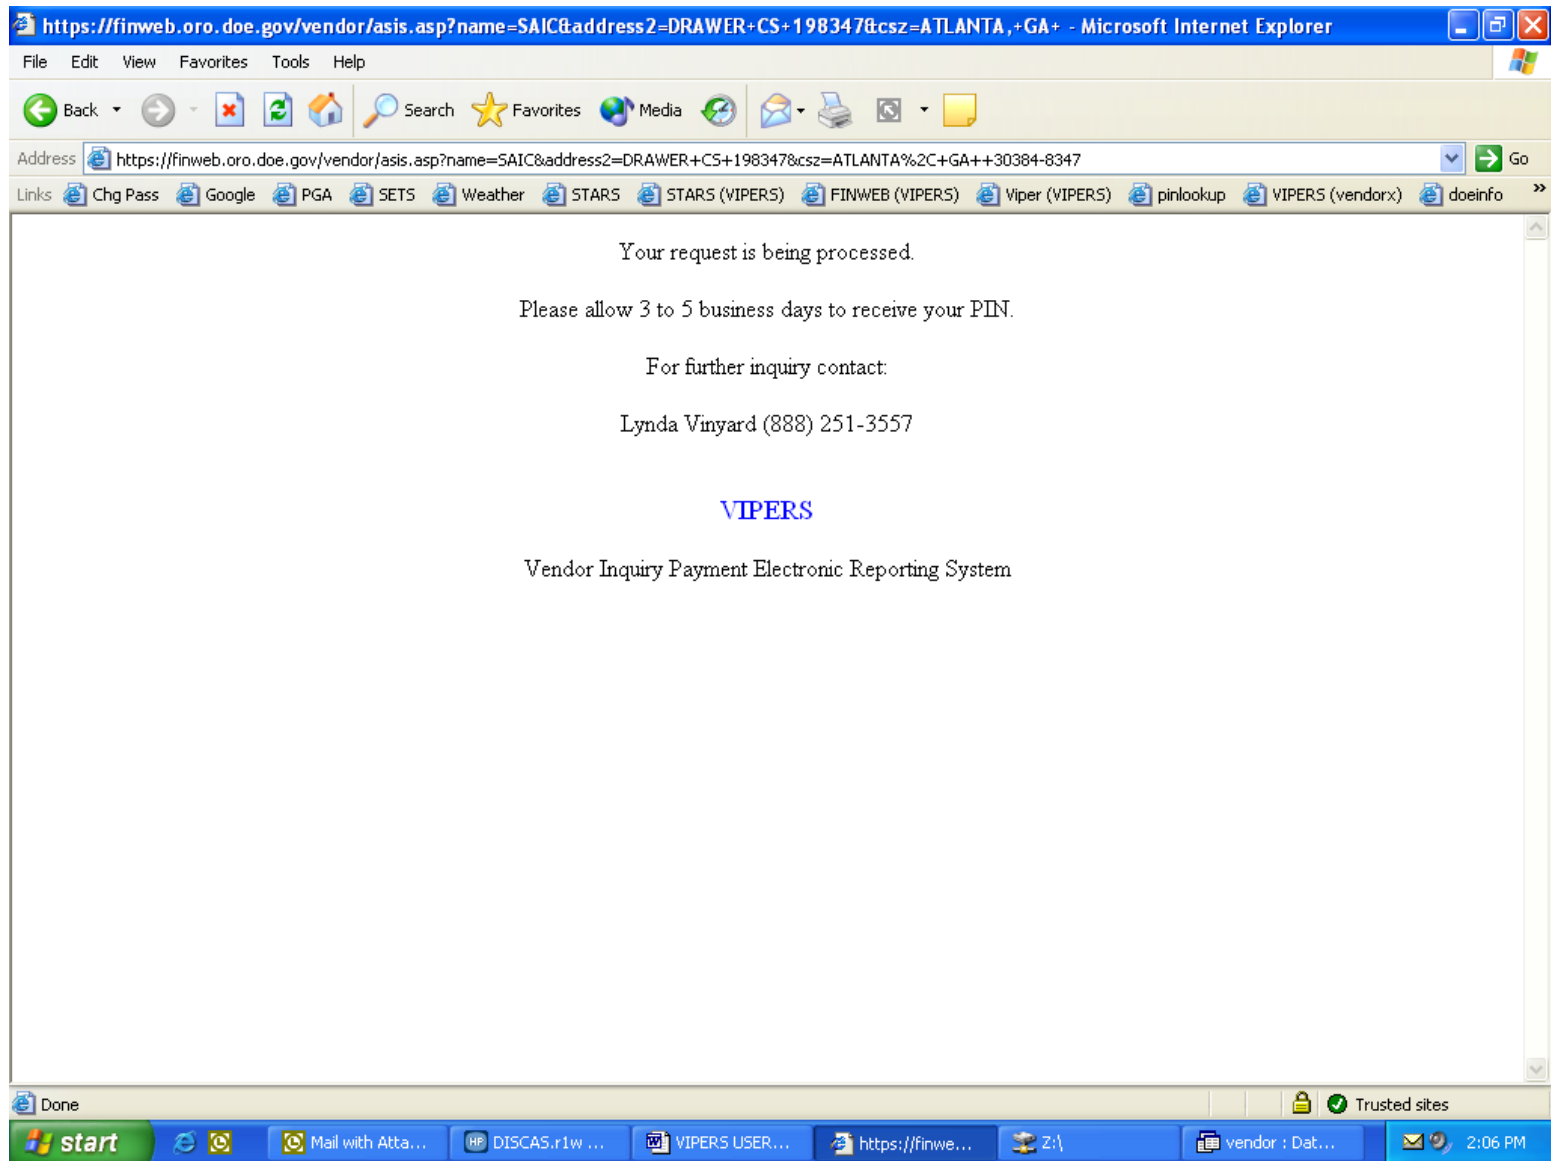 https://finweb.oro.doe.gov/vendor/asis.asp?name=SAIC&address2=DRAWER+CS+198347&csz=ATLANTA,+GA+ - Microsoft Internet Explorer
File Edit View Favorites Tools Help
Back Search Favorites Media
Address https://finweb.oro.doe.gov/vendor/asis.asp?name=SAIC&address2=DRAWER+CS+198347&csz=ATLANTA%2C+GA++30384-8347 Go
Links Chg Pass Google PGA SETS Weather STARS STARS (VIPERS) FINWEB (VIPERS) Viper (VIPERS) pinlookup VIPERS (vendorx) doeinfo »
Your request is being processed.
Please allow 3 to 5 business days to receive your PIN.
For further inquiry contact:
Lynda Vinyard (888) 251-3557
VIPERS
Vendor Inquiry Payment Electronic Reporting System
Done Trusted sites
start Mail with Atta... HF DISCAS.r1w ... VIPERS USER... https://finwe... Z:\ vendor : Dat... 2:06 PM